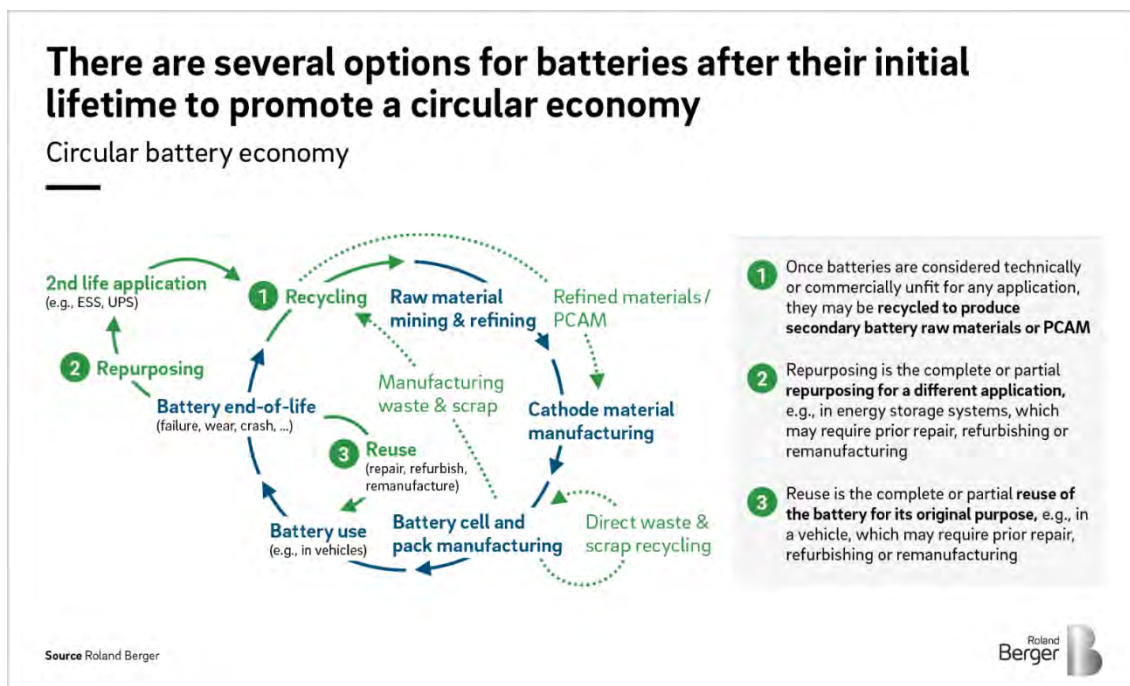 There are several options for batteries after their initial
lifetime to promote a circular economy
Circular battery economy
2nd life application
(e.g., ESS, UPS)
1 Recycling
Raw material
mining & refining
Refined materials /
PCAM
2 Repurposing
Manufacturing
waste & scrap
Battery end-of-life
(failure, wear, crash, ...)
Cathode material
manufacturing
3 Reuse
(repair, refurbish,
remanufacture)
Battery use
(e.g., in vehicles)
Battery cell and
pack manufacturing
Direct waste &
scrap recycling
1 Once batteries are considered technically
or commercially unfit for any application,
they may be recycled to produce
secondary battery raw materials or PCAM
2 Repurposing is the complete or partial
repurposing for a different application,
e.g., in energy storage systems, which
may require prior repair, refurbishing or
remanufacturing
3 Reuse is the complete or partial reuse of
the battery for its original purpose, e.g., in
a vehicle, which may require prior repair,
refurbishing or remanufacturing
Source Roland Berger
Roland
Berger
B